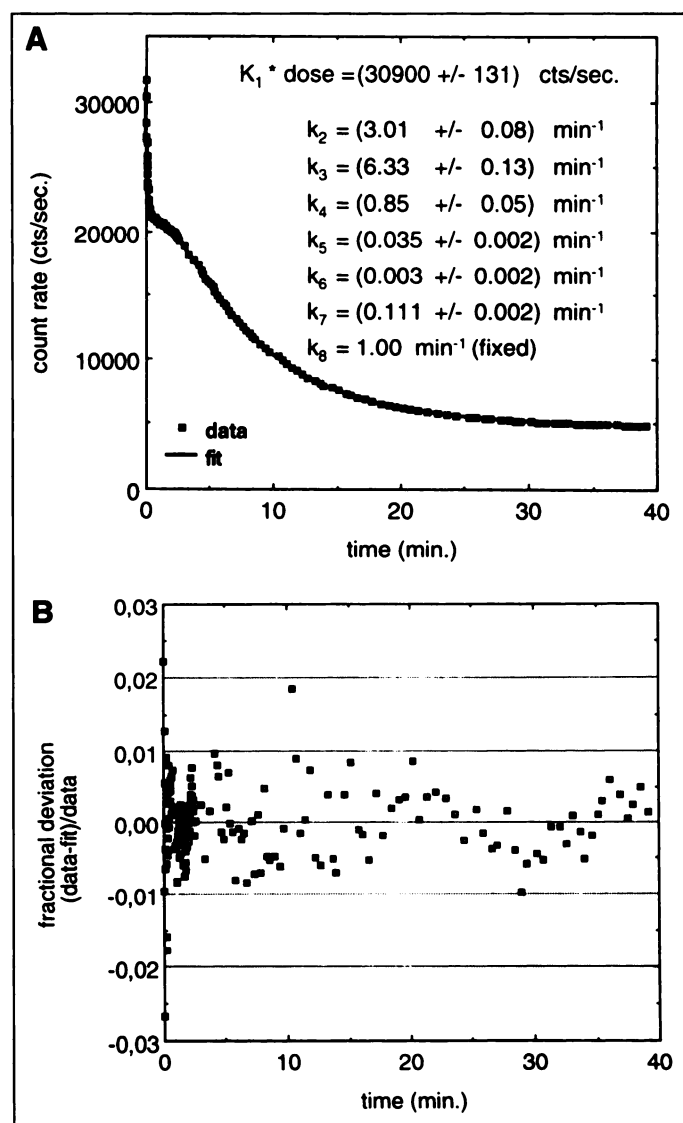 A
K1 * dose = (30900 +/- 131) cts/sec.
k2 = (3.01 +/- 0.08) min-1
k3 = (6.33 +/- 0.13) min-1
k4 = (0.85 +/- 0.05) min-1
k5 = (0.035 +/- 0.002) min-1
k6 = (0.003 +/- 0.002) min-1
k7 = (0.111 +/- 0.002) min-1
k8 = 1.00 min-1 (fixed)
count rate (cts/sec.)
30000
20000
10000
0
data
fit
0 10 20 30 40
time (min.)
B
fractional deviation
(data-fit)/data
0,03
0,02
0,01
0.00
-0,01
-0,02
-0,03
0 10 20 30 40
time (min.)